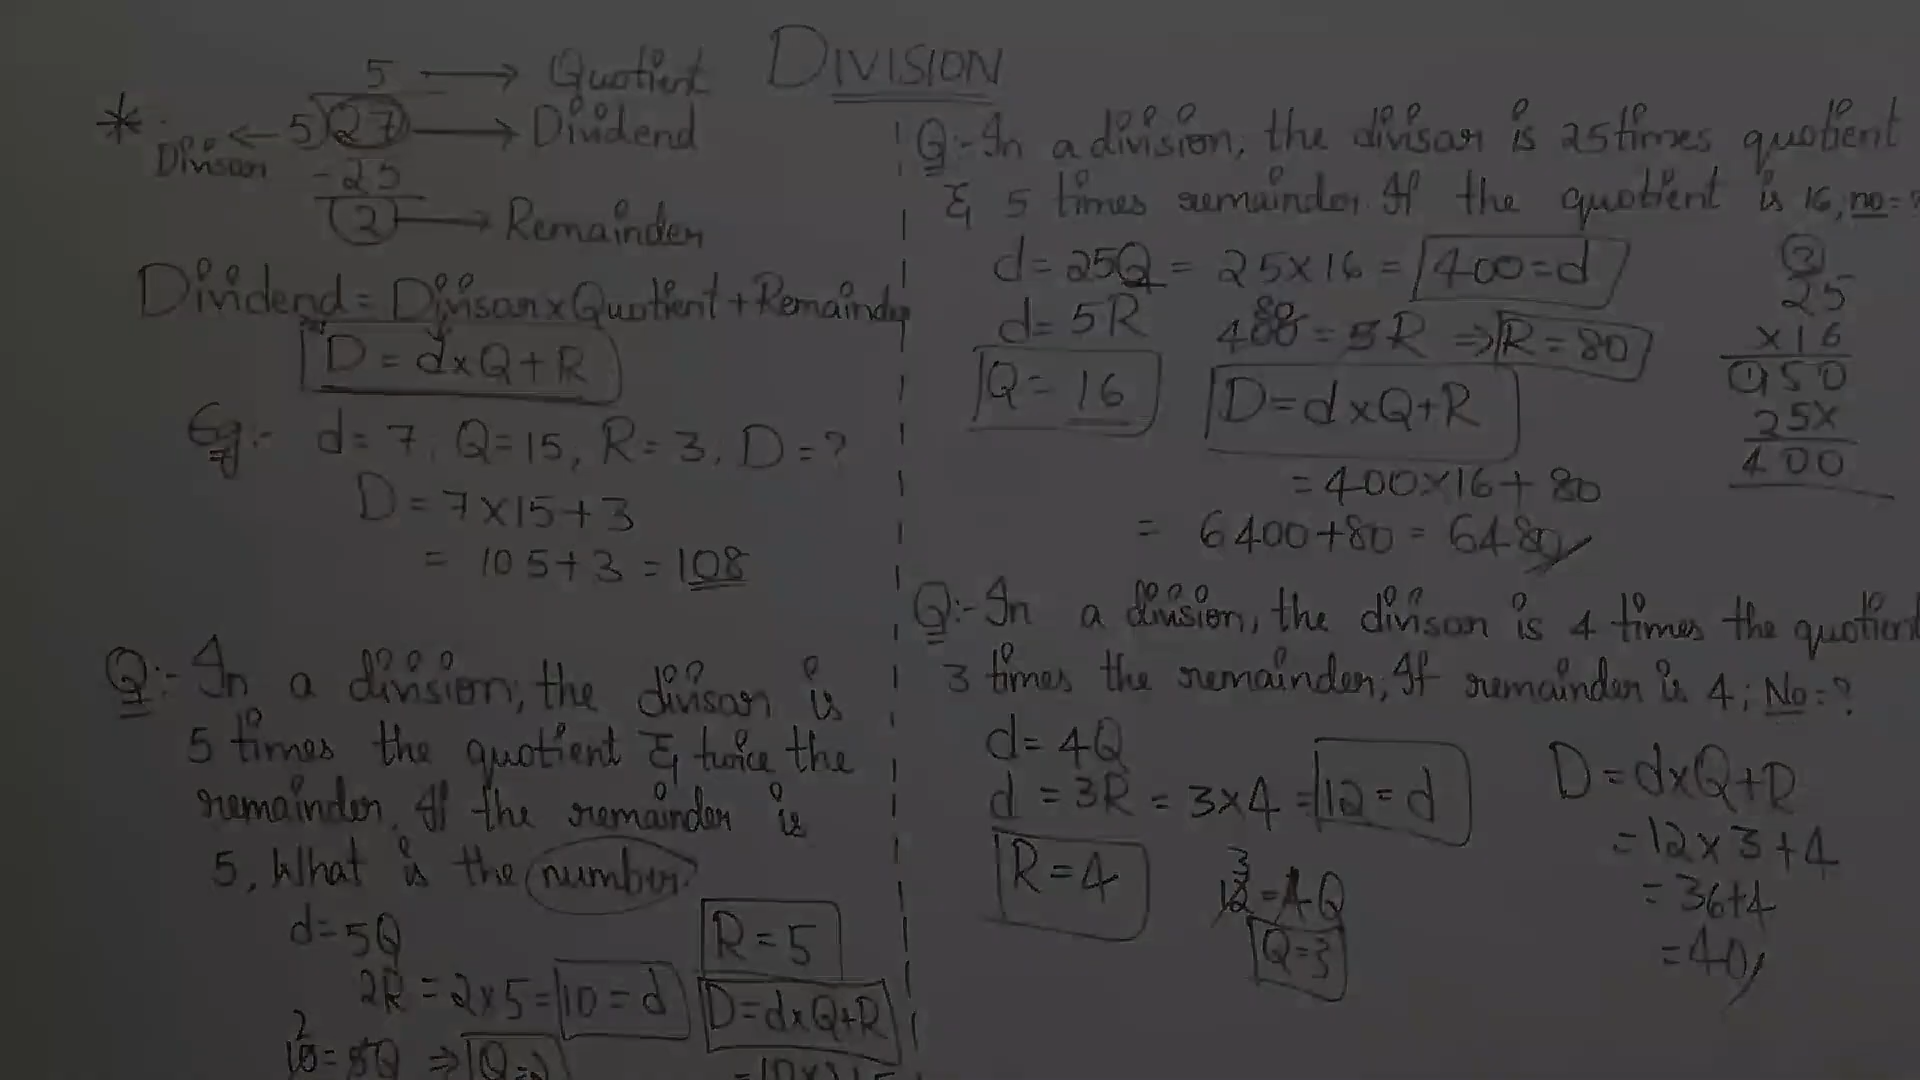 DIVISION
5 → Quotient
* Divisor ← 5)27 → Dividend
-25
2 → Remainder
Dividend = Divisor x Quotient + Remainder
D = d x Q + R
Eg:- d = 7, Q = 15, R = 3, D = ?
D = 7 x 15 + 3
= 105 + 3 = 108
Q:- In a division, the divisor is
5 times the quotient & twice the
remainder. If the remainder is
5, What is the number?
d = 5Q
R = 5
2R = 2 x 5 = 10 = d
D = d x Q + R
2
10 = 5Q ⇒ Q = 2
Q:- In a division, the divisor is 25 times quotient
& 5 times remainder. If the quotient is 16, no = ?
d = 25Q = 25 x 16 = 400 = d
d = 5R
80
400 = 5R ⇒ R = 80
Q = 16
D = d x Q + R
= 400 x 16 + 80
= 6400 + 80 = 6480
25
x 16
150
25x
400
Q:- In a division, the divisor is 4 times the quotient
3 times the remainder; If remainder is 4; No = ?
d = 4Q
d = 3R = 3 x 4 = 12 = d
R = 4
3
12 = 4Q
Q = 3
D = d x Q + R
= 12 x 3 + 4
= 36 + 4
= 40